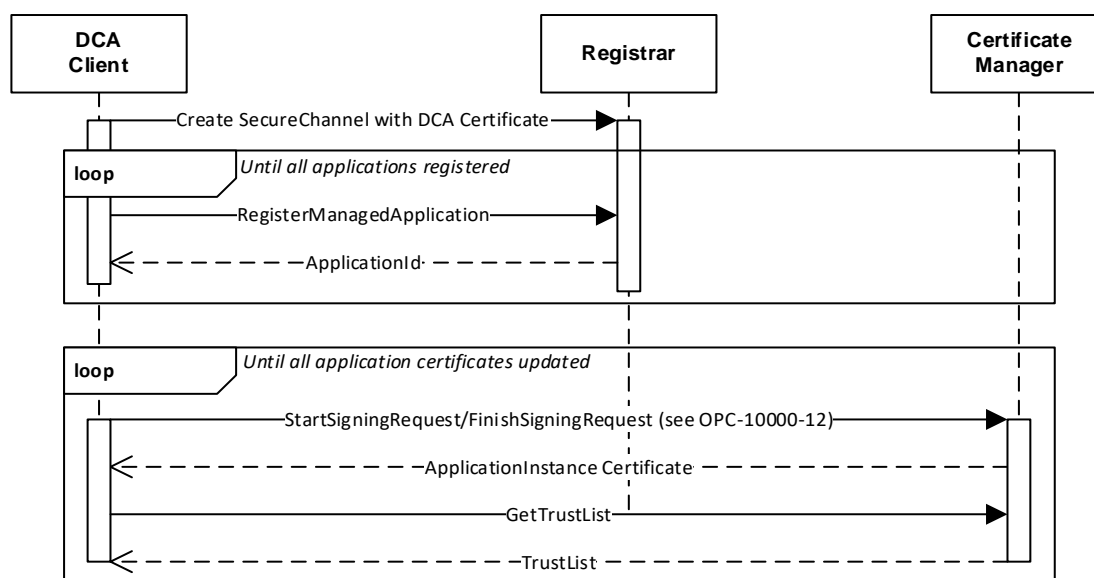 DCA
Client
Registrar
Certificate
Manager
Create SecureChannel with DCA Certificate
loop
Until all applications registered
RegisterManagedApplication
ApplicationId
loop
Until all application certificates updated
StartSigningRequest/FinishSigningRequest (see OPC-10000-12)
ApplicationInstance Certificate
GetTrustList
TrustList